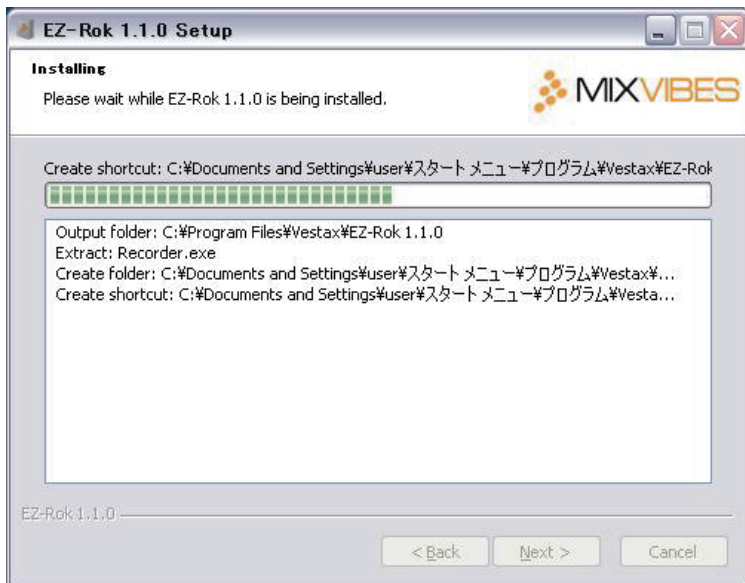 EZ-Rok 1.1.0 Setup
Installing
Please wait while EZ-Rok 1.1.0 is being installed.
MIXVIBES
Create shortcut: C:¥Documents and Settings¥user¥スタート メニュー¥プログラム¥Vestax¥EZ-Rok
Output folder: C:¥Program Files¥Vestax¥EZ-Rok 1.1.0
Extract: Recorder.exe
Create folder: C:¥Documents and Settings¥user¥スタート メニュー¥プログラム¥Vestax¥...
Create shortcut: C:¥Documents and Settings¥user¥スタート メニュー¥プログラム¥Vesta...
EZ-Rok 1.1.0
< Back Next > Cancel